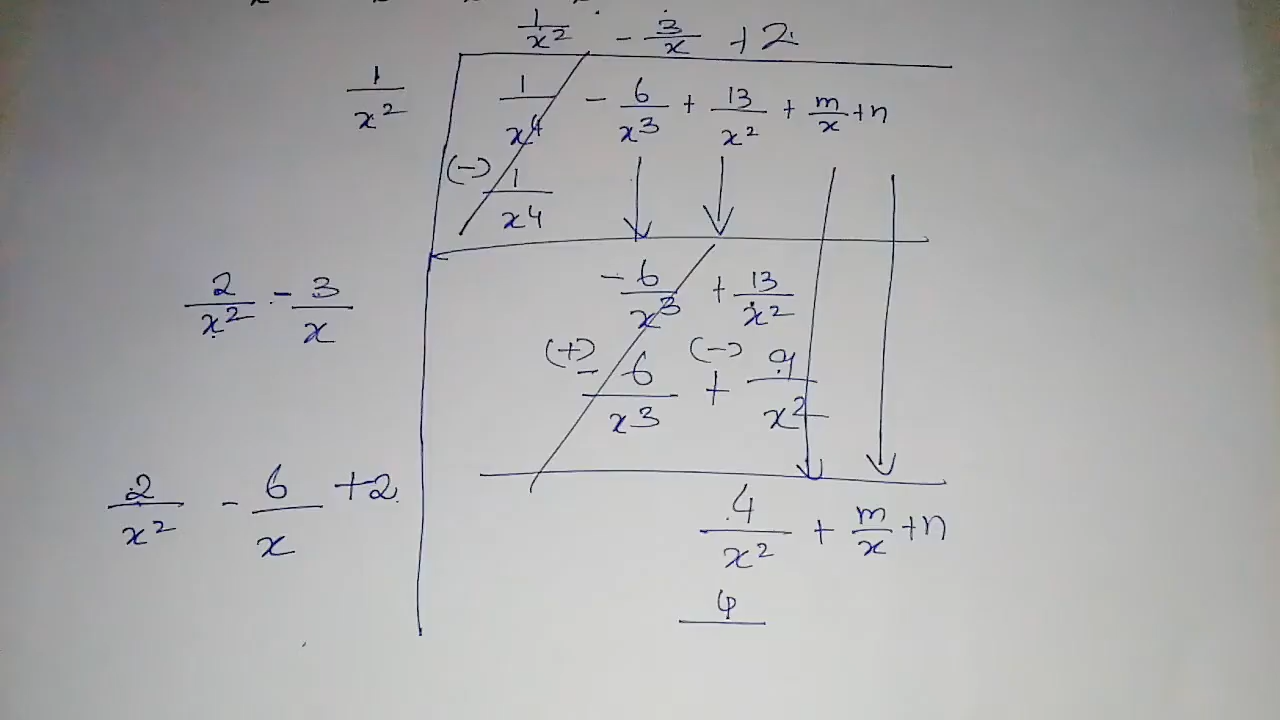 1/x² - 3/x + 2
1/x²
1/x⁴ - 6/x³ + 13/x² + m/x + n
(-) 1/x⁴
2/x² - 3/x
-6/x³ + 13/x²
(+) -6/x³ (-) + 9/x²
2/x² - 6/x + 2
4/x² + m/x + n
4